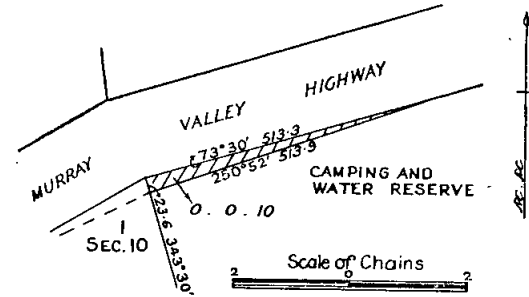 MURRAY VALLEY HIGHWAY
73°30' 513.3
250°52' 513.9
CAMPING AND
WATER RESERVE
0. 0. 10
23.6 343°30'
1
SEC. 10
Scale of Chains
2 0 2